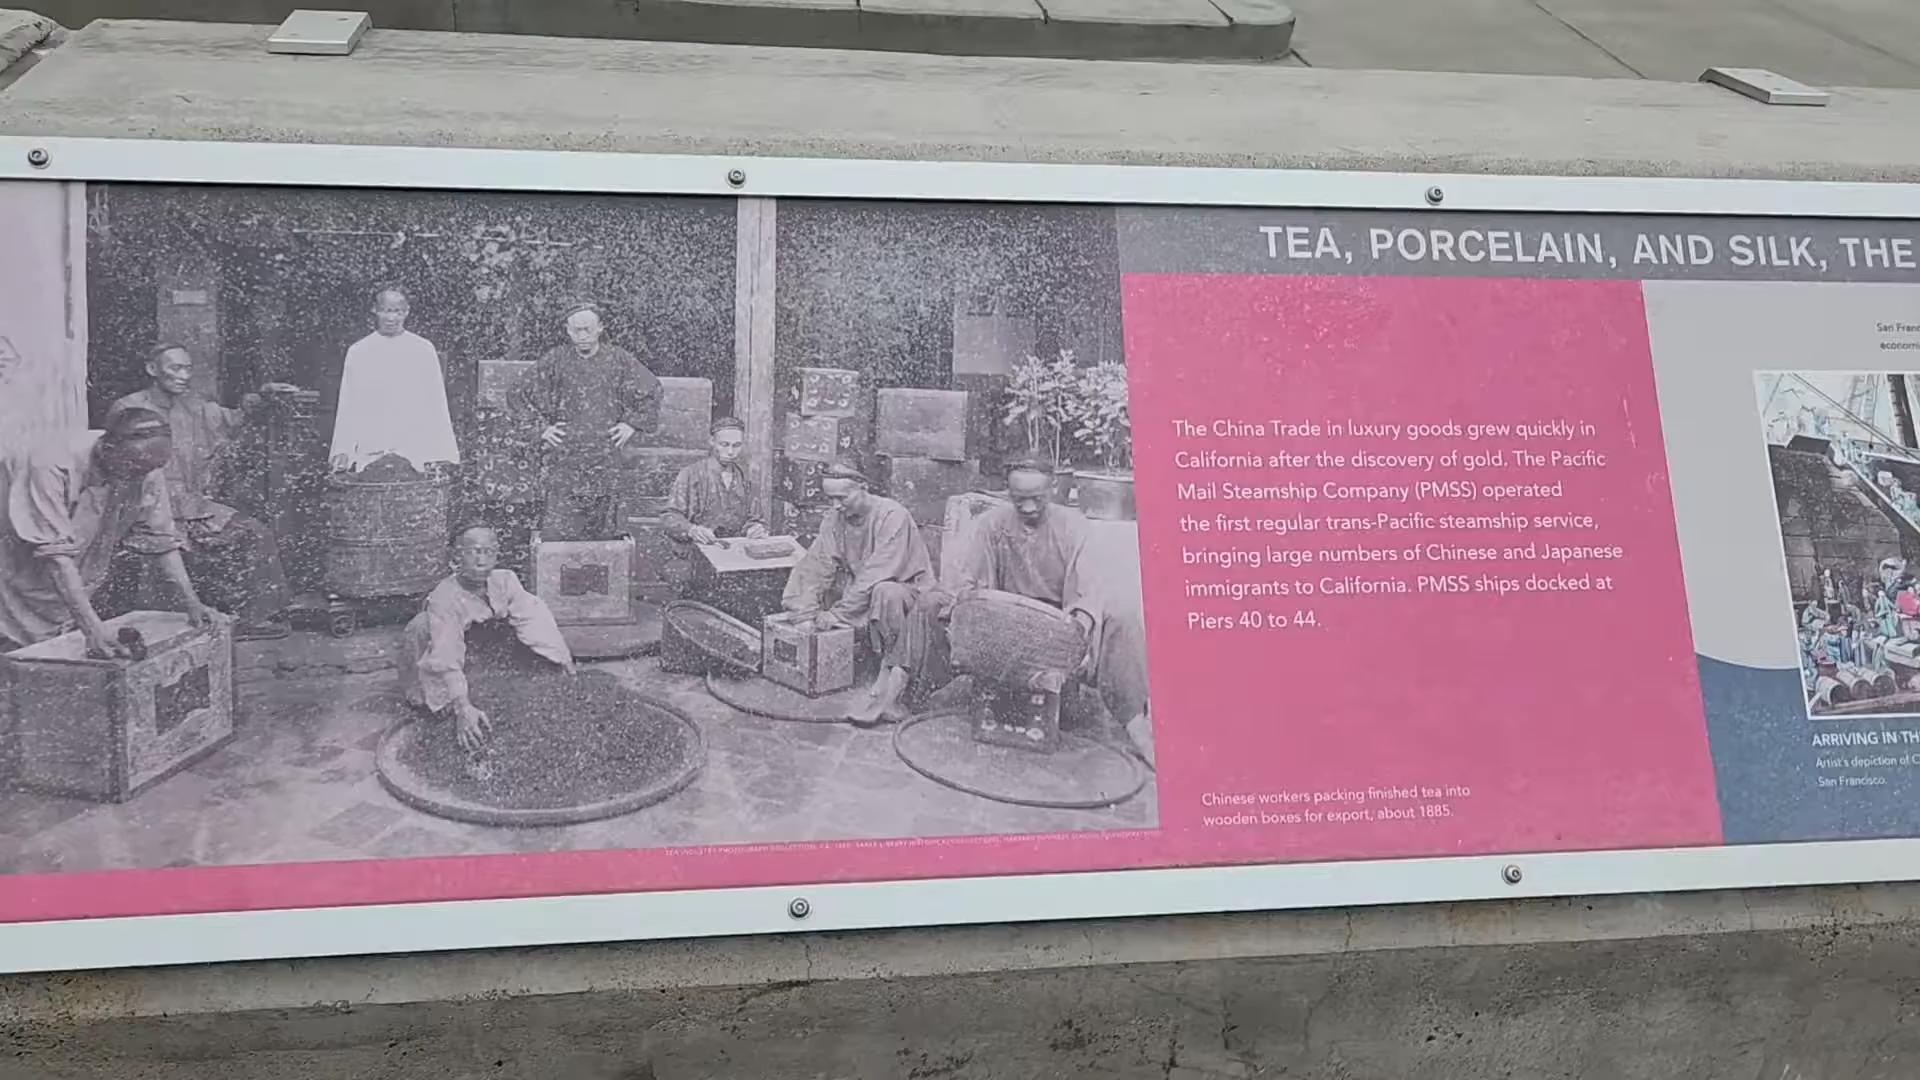 TEA, PORCELAIN, AND SILK, THE
The China Trade in luxury goods grew quickly in
California after the discovery of gold. The Pacific
Mail Steamship Company (PMSS) operated
the first regular trans-Pacific steamship service,
bringing large numbers of Chinese and Japanese
immigrants to California. PMSS ships docked at
Piers 40 to 44.
Chinese workers packing finished tea into
wooden boxes for export, about 1885.
San
ARRIVING IN
Artist's depiction of
San Francisco.